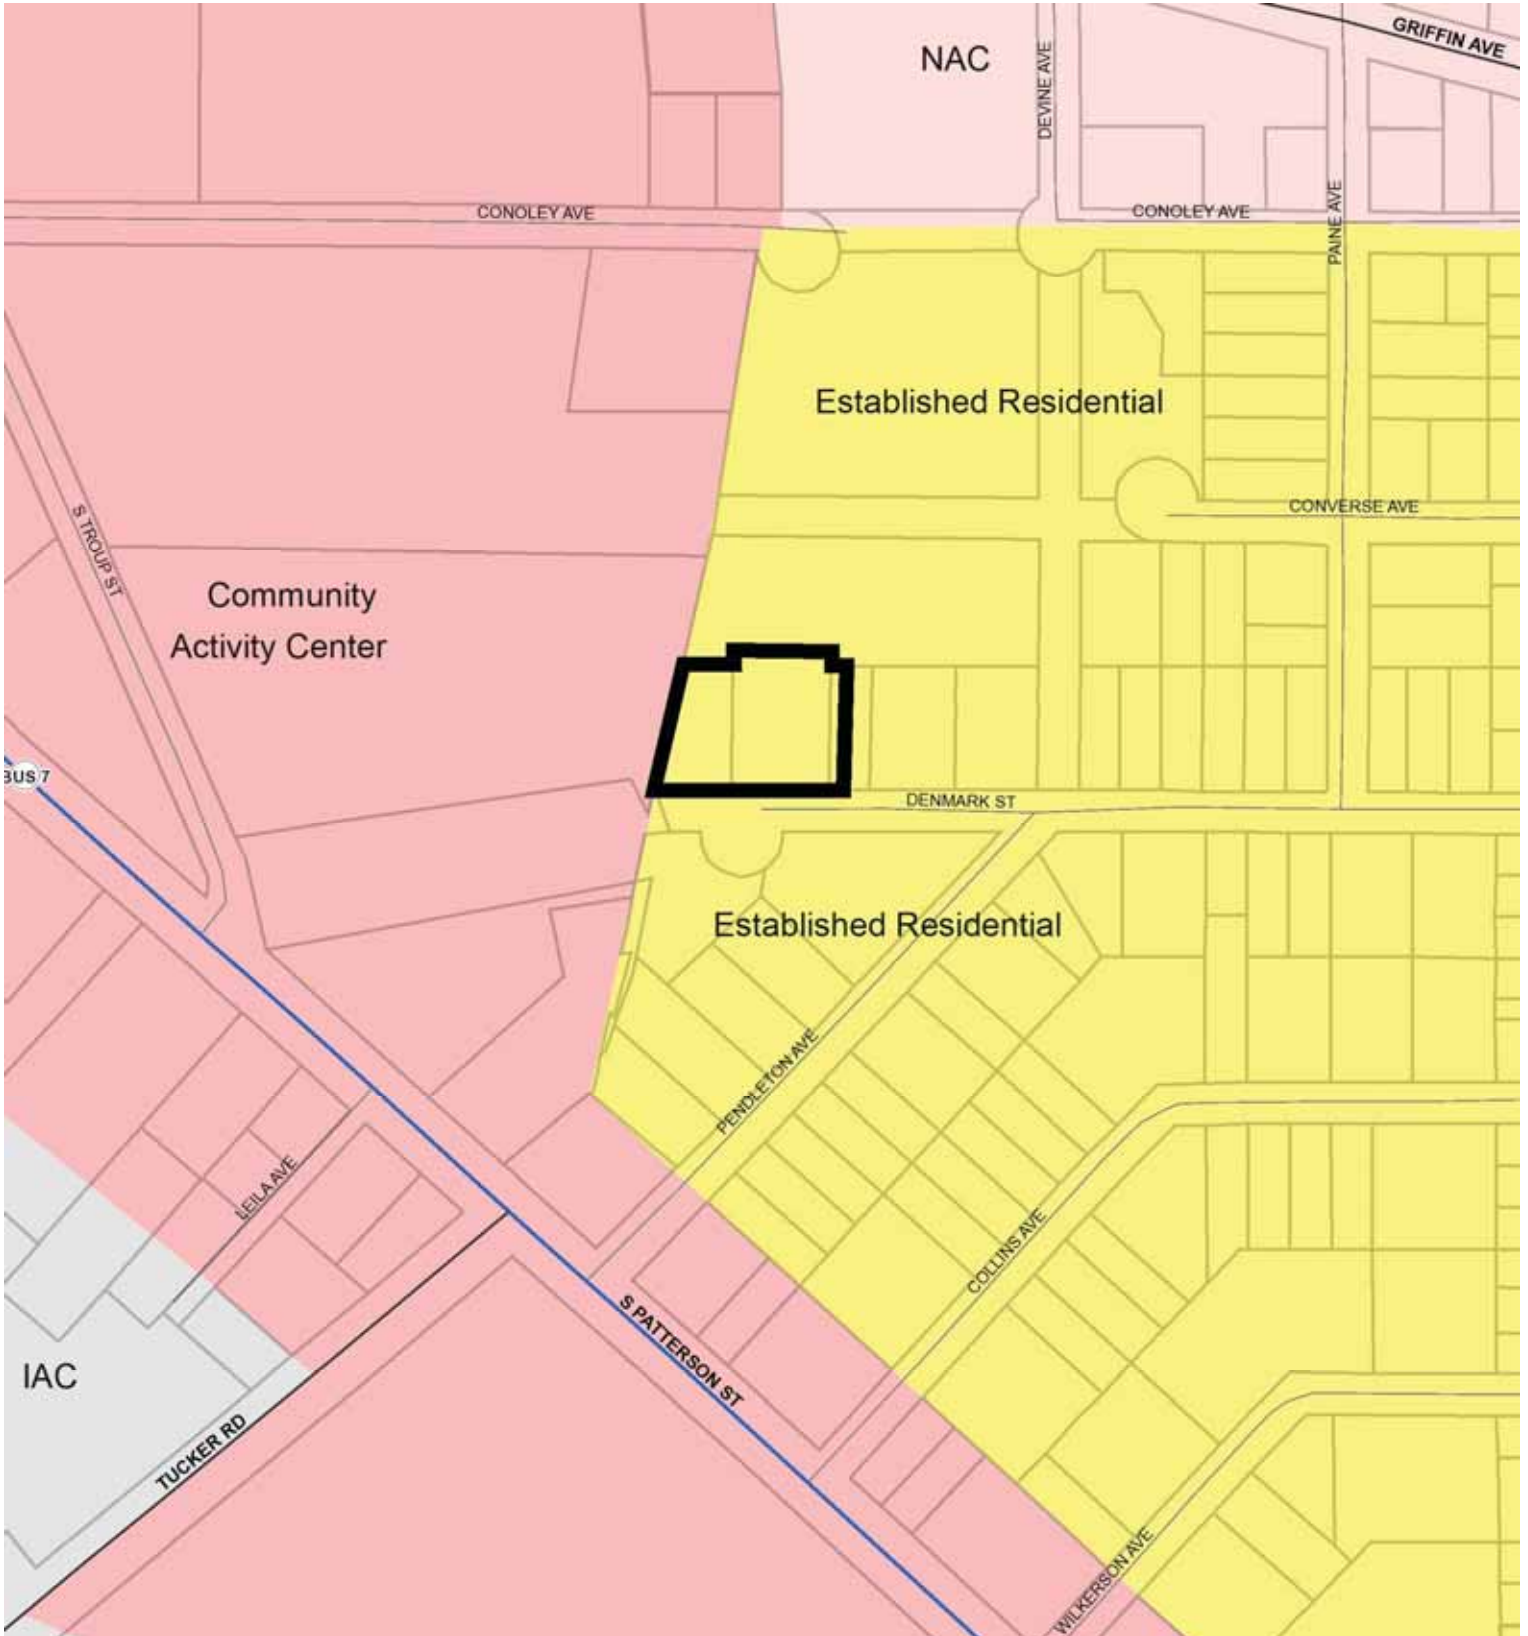 GRIFFIN AVE
NAC
DEVINE AVE
CONOLEY AVE
CONOLEY AVE
PAINE AVE
Established Residential
S TROUP ST
CONVERSE AVE
Community
Activity Center
BUS 7
DENMARK ST
Established Residential
PENDLETON AVE
LEILA AVE
COLLINS AVE
S PATTERSON ST
IAC
TUCKER RD
WILKERSON AVE